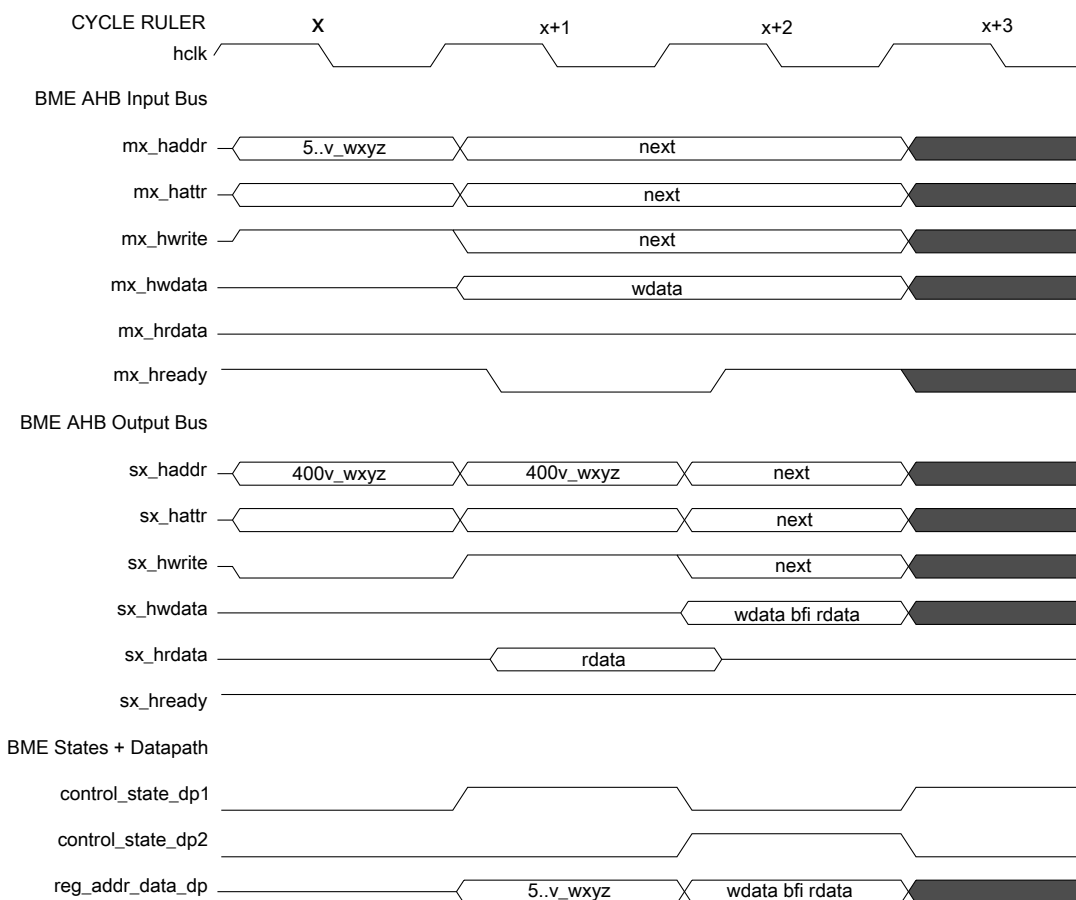 CYCLE RULER x x+1 x+2 x+3
hclk
BME AHB Input Bus
mx_haddr 5..v_wxyz next
mx_hattr next
mx_hwrite next
mx_hwdata wdata
mx_hrdata
mx_hready
BME AHB Output Bus
sx_haddr 400v_wxyz 400v_wxyz next
sx_hattr next
sx_hwrite next
sx_hwdata wdata bfi rdata
sx_hrdata rdata
sx_hready
BME States + Datapath
control_state_dp1
control_state_dp2
reg_addr_data_dp 5..v_wxyz wdata bfi rdata